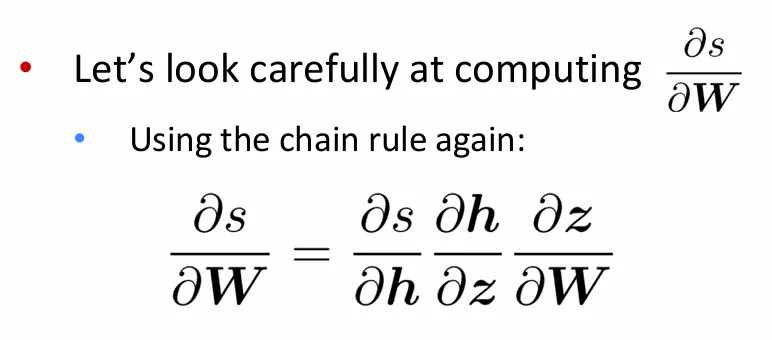 • Let's look carefully at computing ∂s/∂W
• Using the chain rule again:
∂s/∂W = ∂s/∂h ∂h/∂z ∂z/∂W